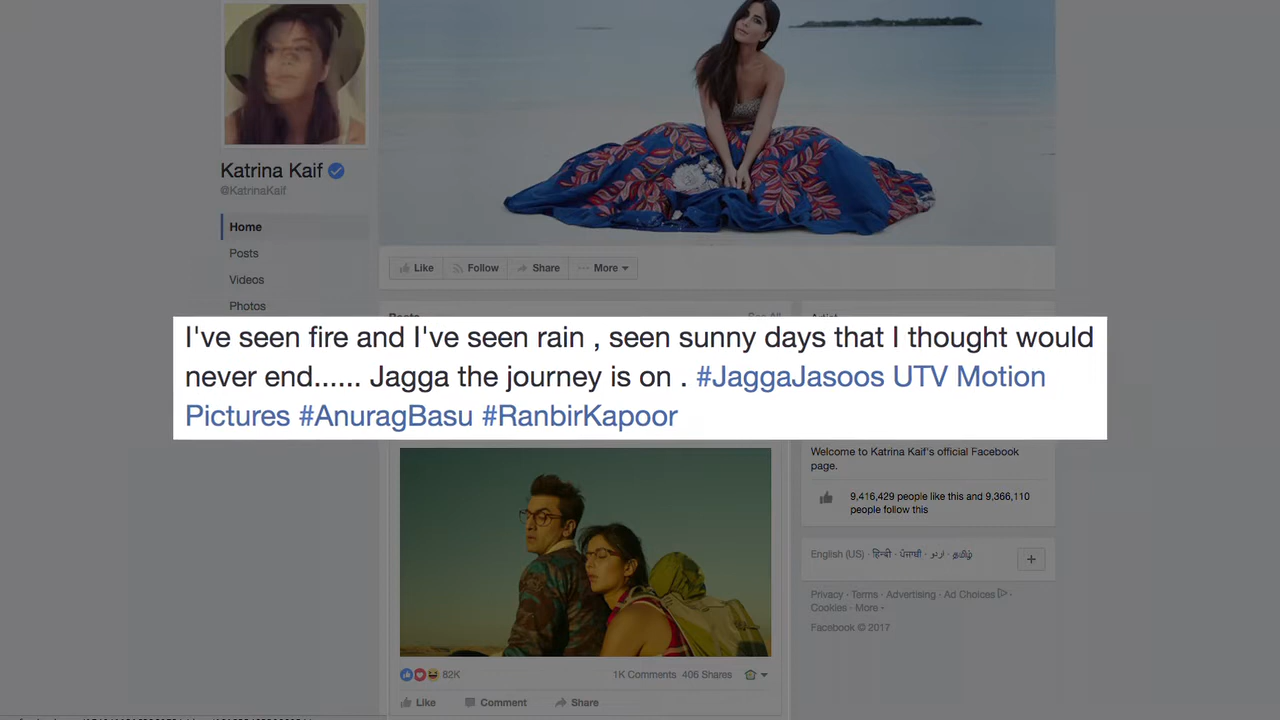 Katrina Kaif
@KatrinaKaif
Home
Posts
Videos
Photos
Like Follow Share ··· More
Posts See All
I've seen fire and I've seen rain , seen sunny days that I thought would
never end...... Jagga the journey is on . #JaggaJasoos UTV Motion
Pictures #AnuragBasu #RanbirKapoor
82K 1K Comments 406 Shares
Like Comment Share
Artist
Welcome to Katrina Kaif's official Facebook
page.
9,416,429 people like this and 9,366,110
people follow this
English (US) · हिन्दी · ਪੰਜਾਬੀ · اردو · தமிழ் +
Privacy · Terms · Advertising · Ad Choices ·
Cookies · More
Facebook © 2017